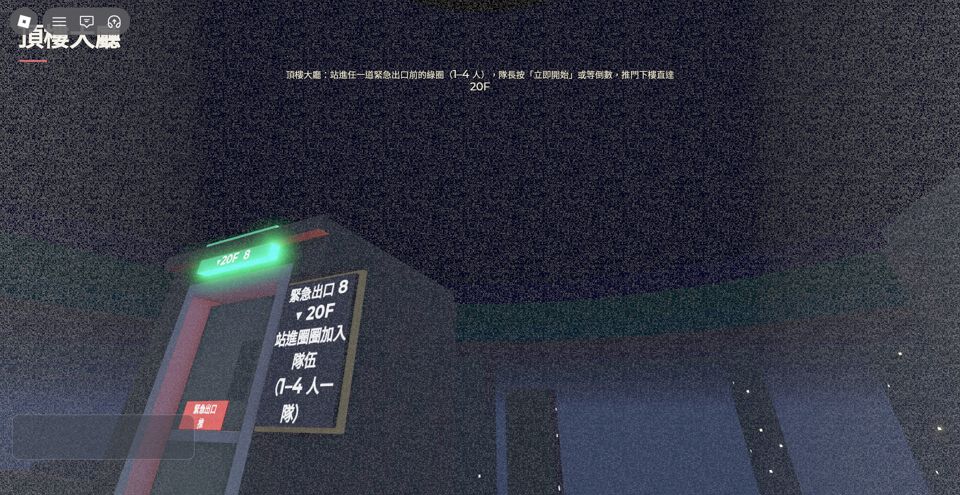 頂樓大廳
頂樓大廳：站進任一道緊急出口前的綠圈（1–4 人），隊長按「立即開始」或等倒數，推門下樓直達
20F
▼20F 8
緊急出口 8
▼ 20F
站進圈圈加入
隊伍
（1–4 人一
隊）
緊急出口
推